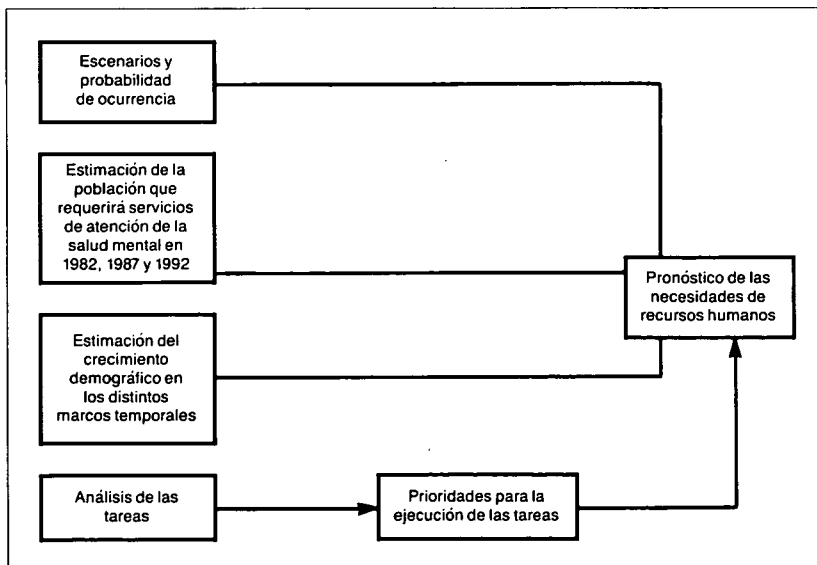 Escenarios y
probabilidad
de ocurrencia
Estimación de la
población que
requerirá servicios
de atención de la
salud mental en
1982, 1987 y 1992
Pronóstico de las
necesidades de
recursos humanos
Estimación del
crecimiento
demográfico en
los distintos
marcos temporales
Análisis de las
tareas
Prioridades para la
ejecución de las tareas